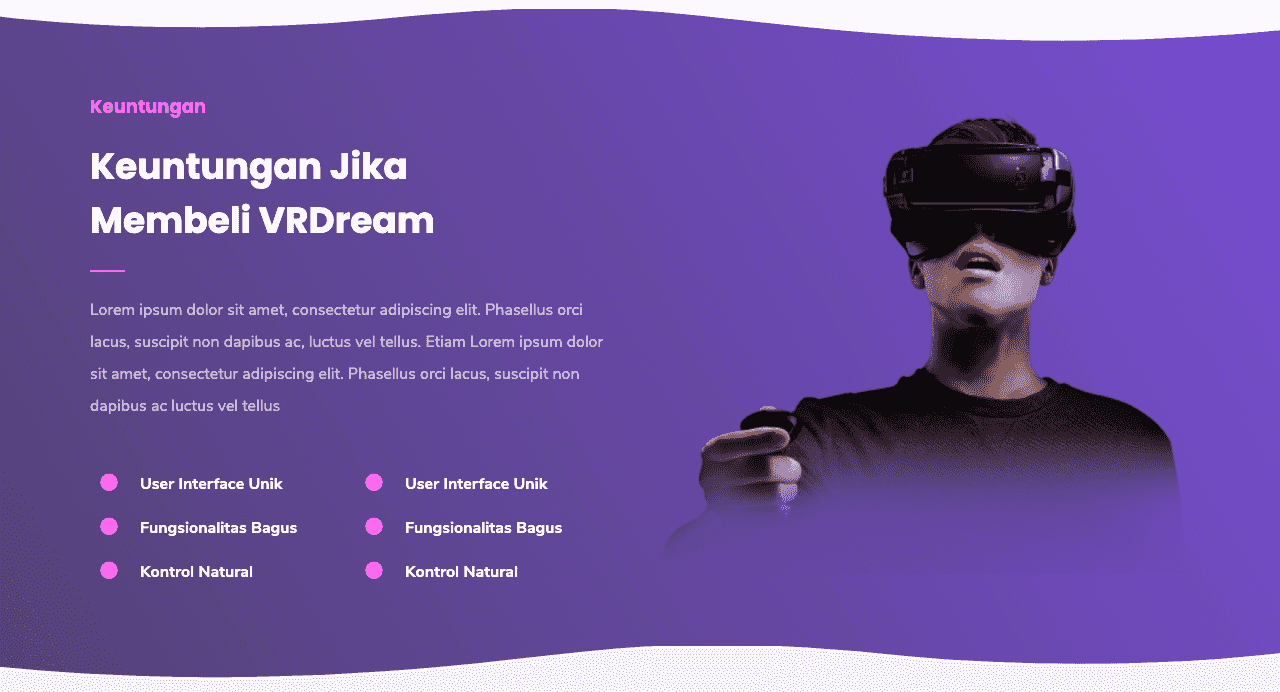 Keuntungan
Keuntungan Jika
Membeli VRDream
Lorem ipsum dolor sit amet, consectetur adipiscing elit. Phasellus orci
lacus, suscipit non dapibus ac, luctus vel tellus. Etiam Lorem ipsum dolor
sit amet, consectetur adipiscing elit. Phasellus orci lacus, suscipit non
dapibus ac luctus vel tellus
User Interface Unik
Fungsionalitas Bagus
Kontrol Natural
User Interface Unik
Fungsionalitas Bagus
Kontrol Natural